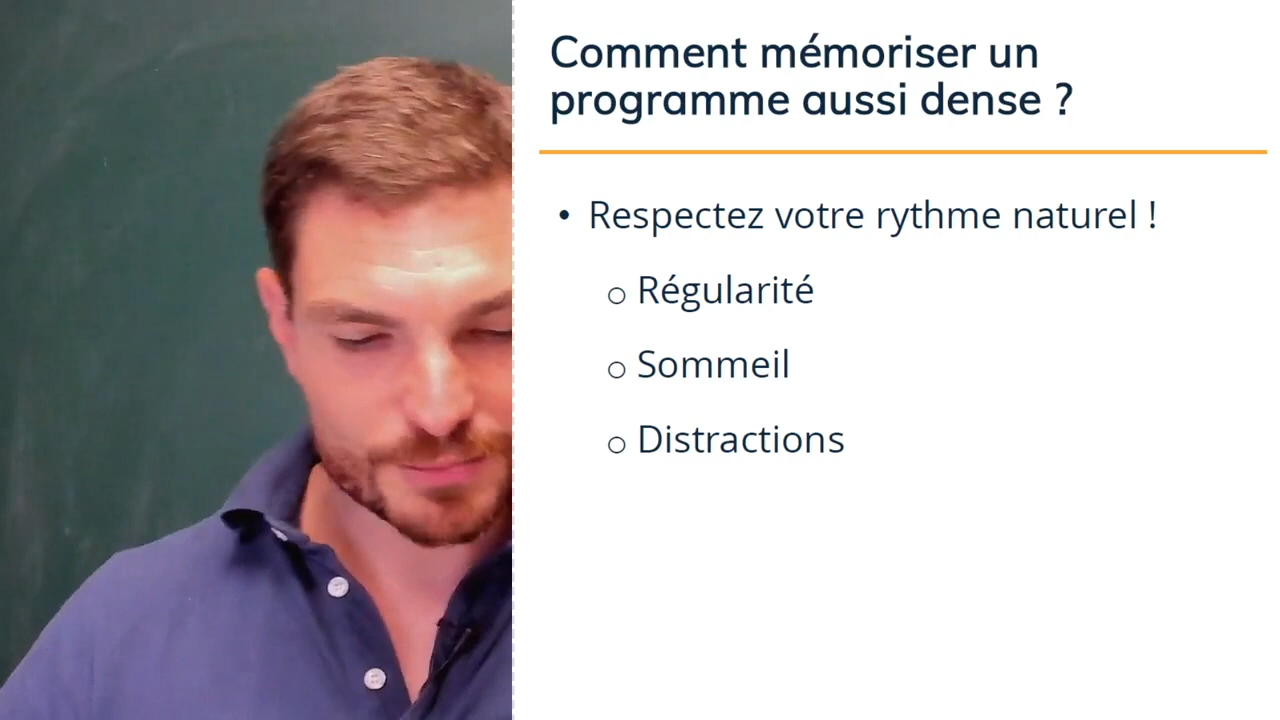 Comment mémoriser un
programme aussi dense ?
• Respectez votre rythme naturel !
o Régularité
o Sommeil
o Distractions